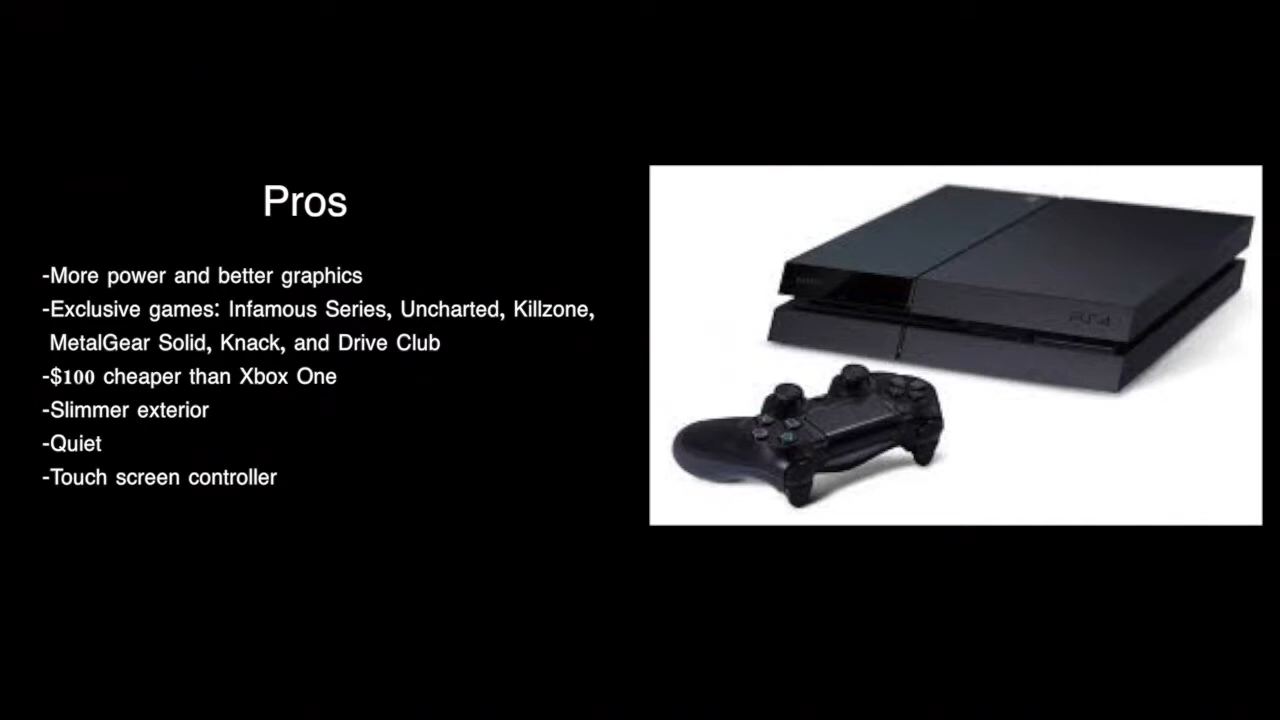 Pros
-More power and better graphics
-Exclusive games: Infamous Series, Uncharted, Killzone,
MetalGear Solid, Knack, and Drive Club
-$100 cheaper than Xbox One
-Slimmer exterior
-Quiet
-Touch screen controller
PS4